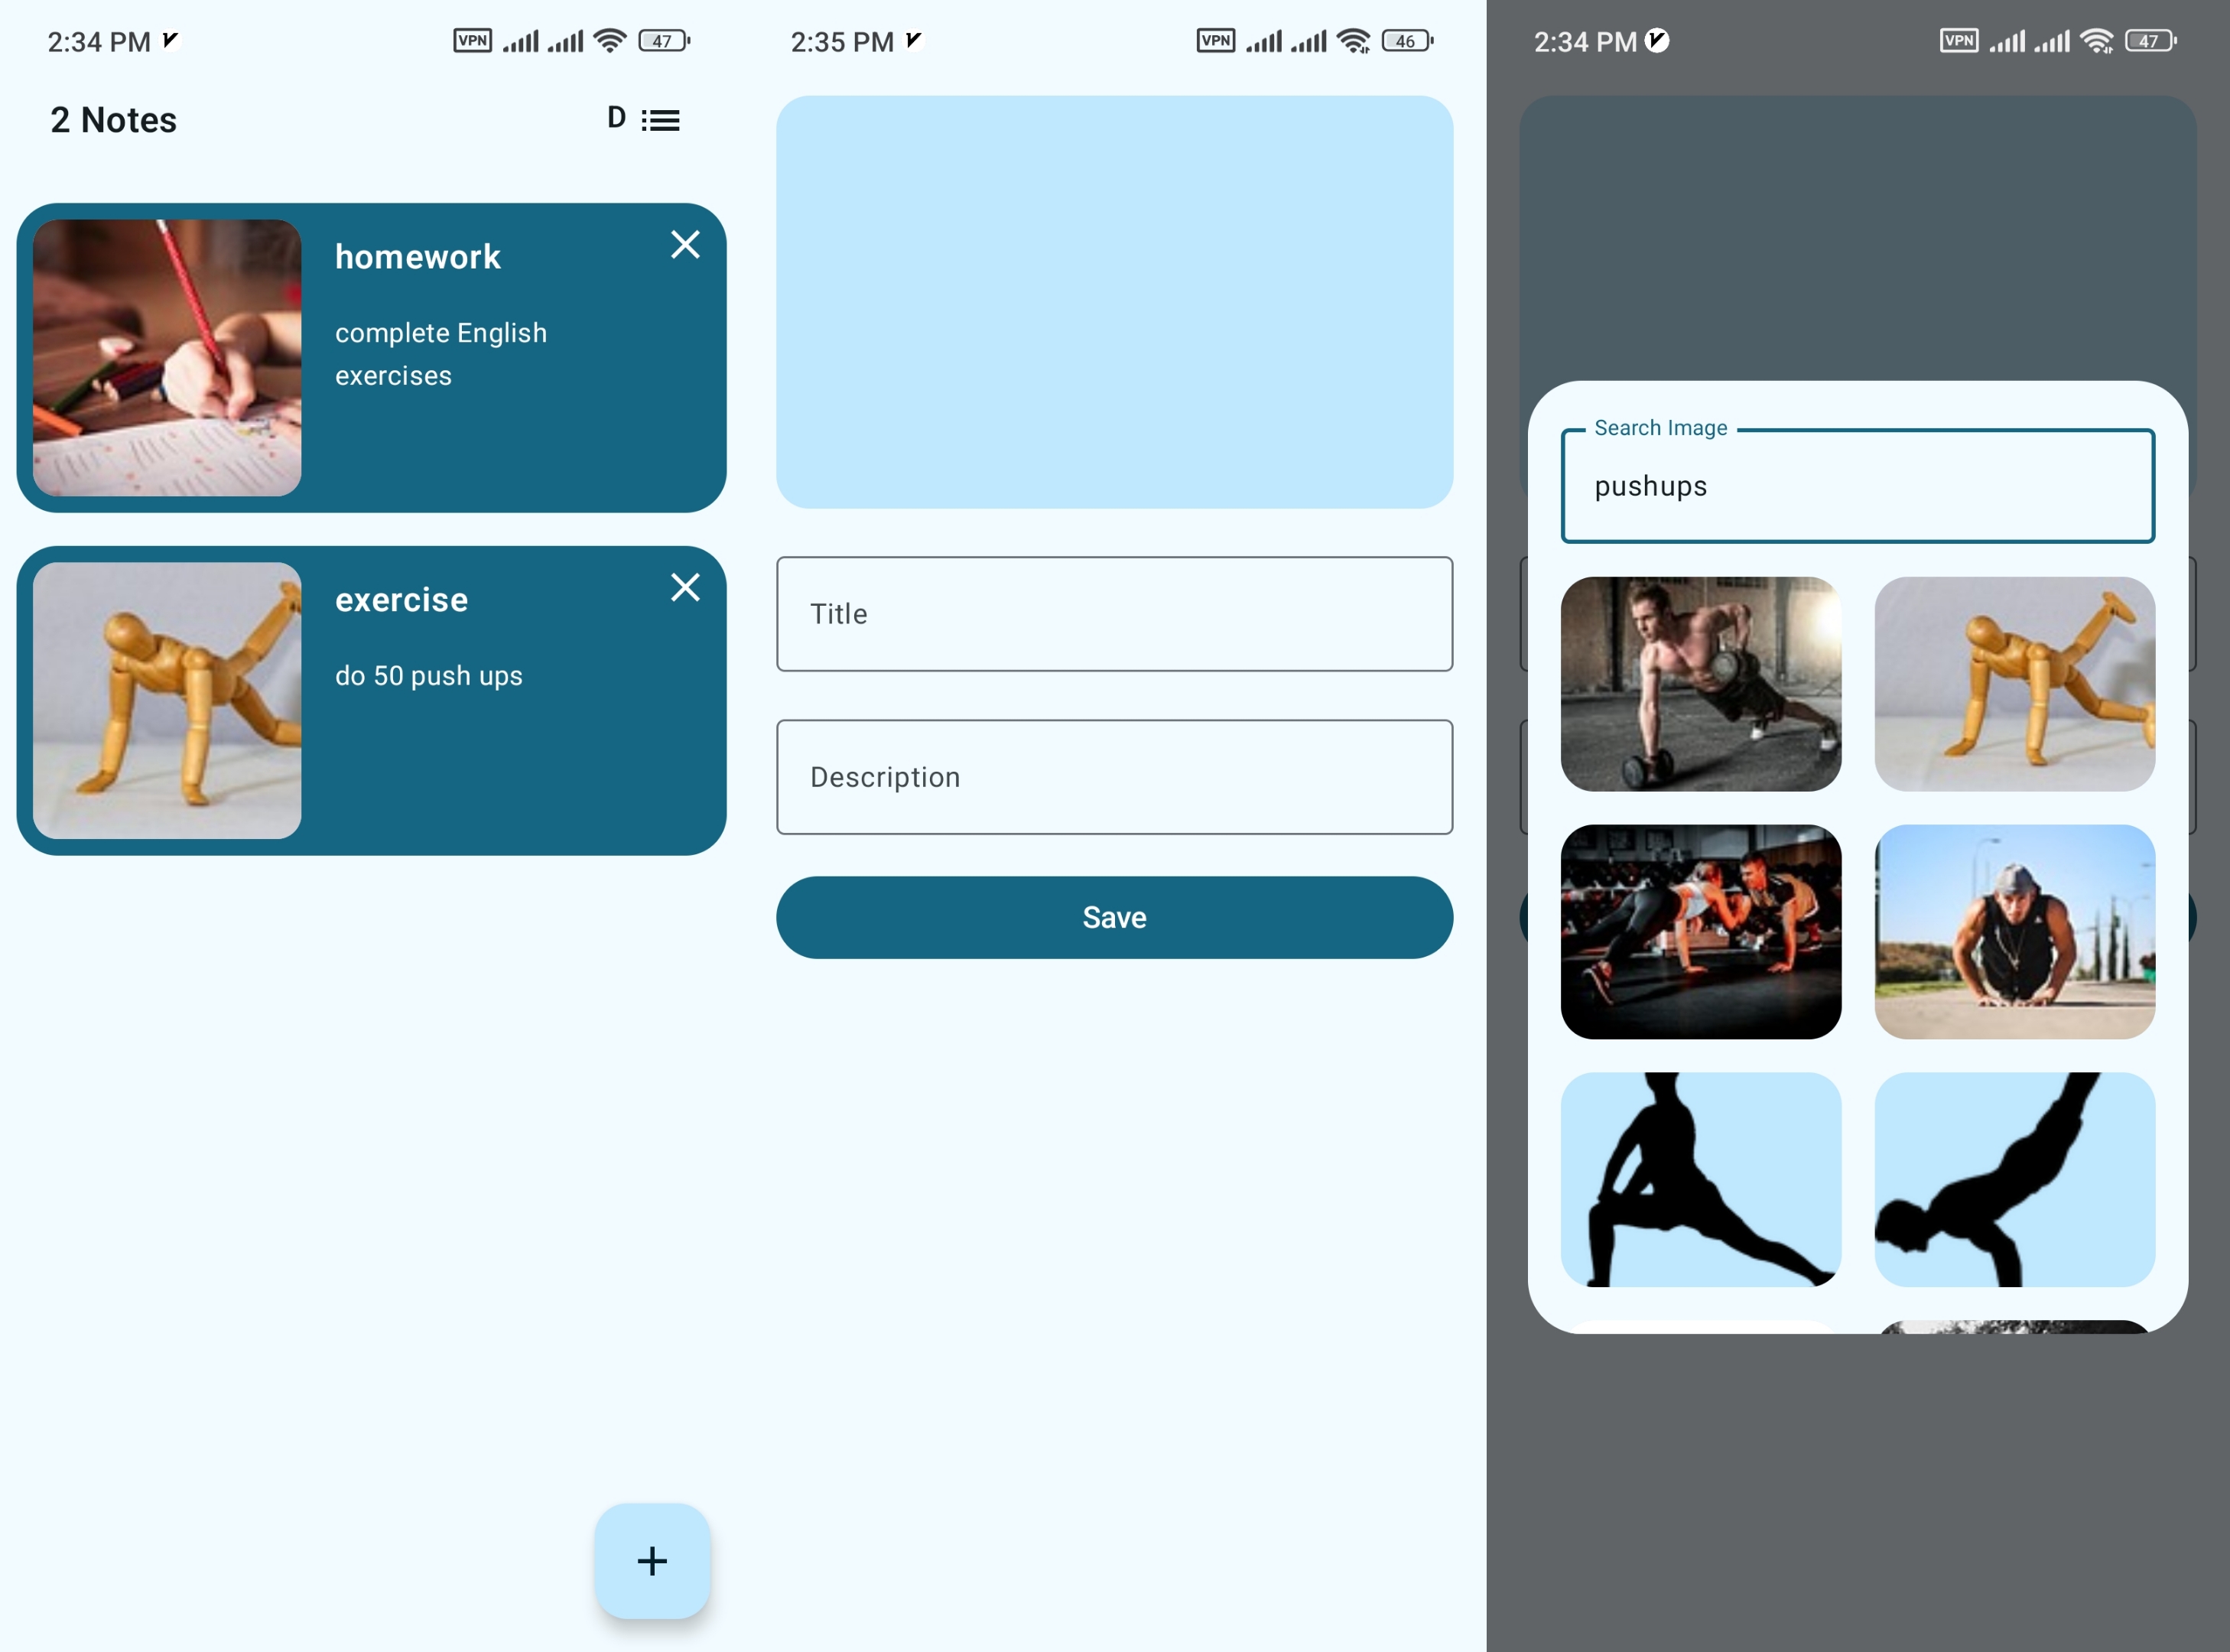 2:34 PM
VPN
47
2 Notes
D
homework
complete English
exercises
exercise
do 50 push ups
2:35 PM
VPN
46
Title
Description
Save
2:34 PM
VPN
47
Search Image
pushups